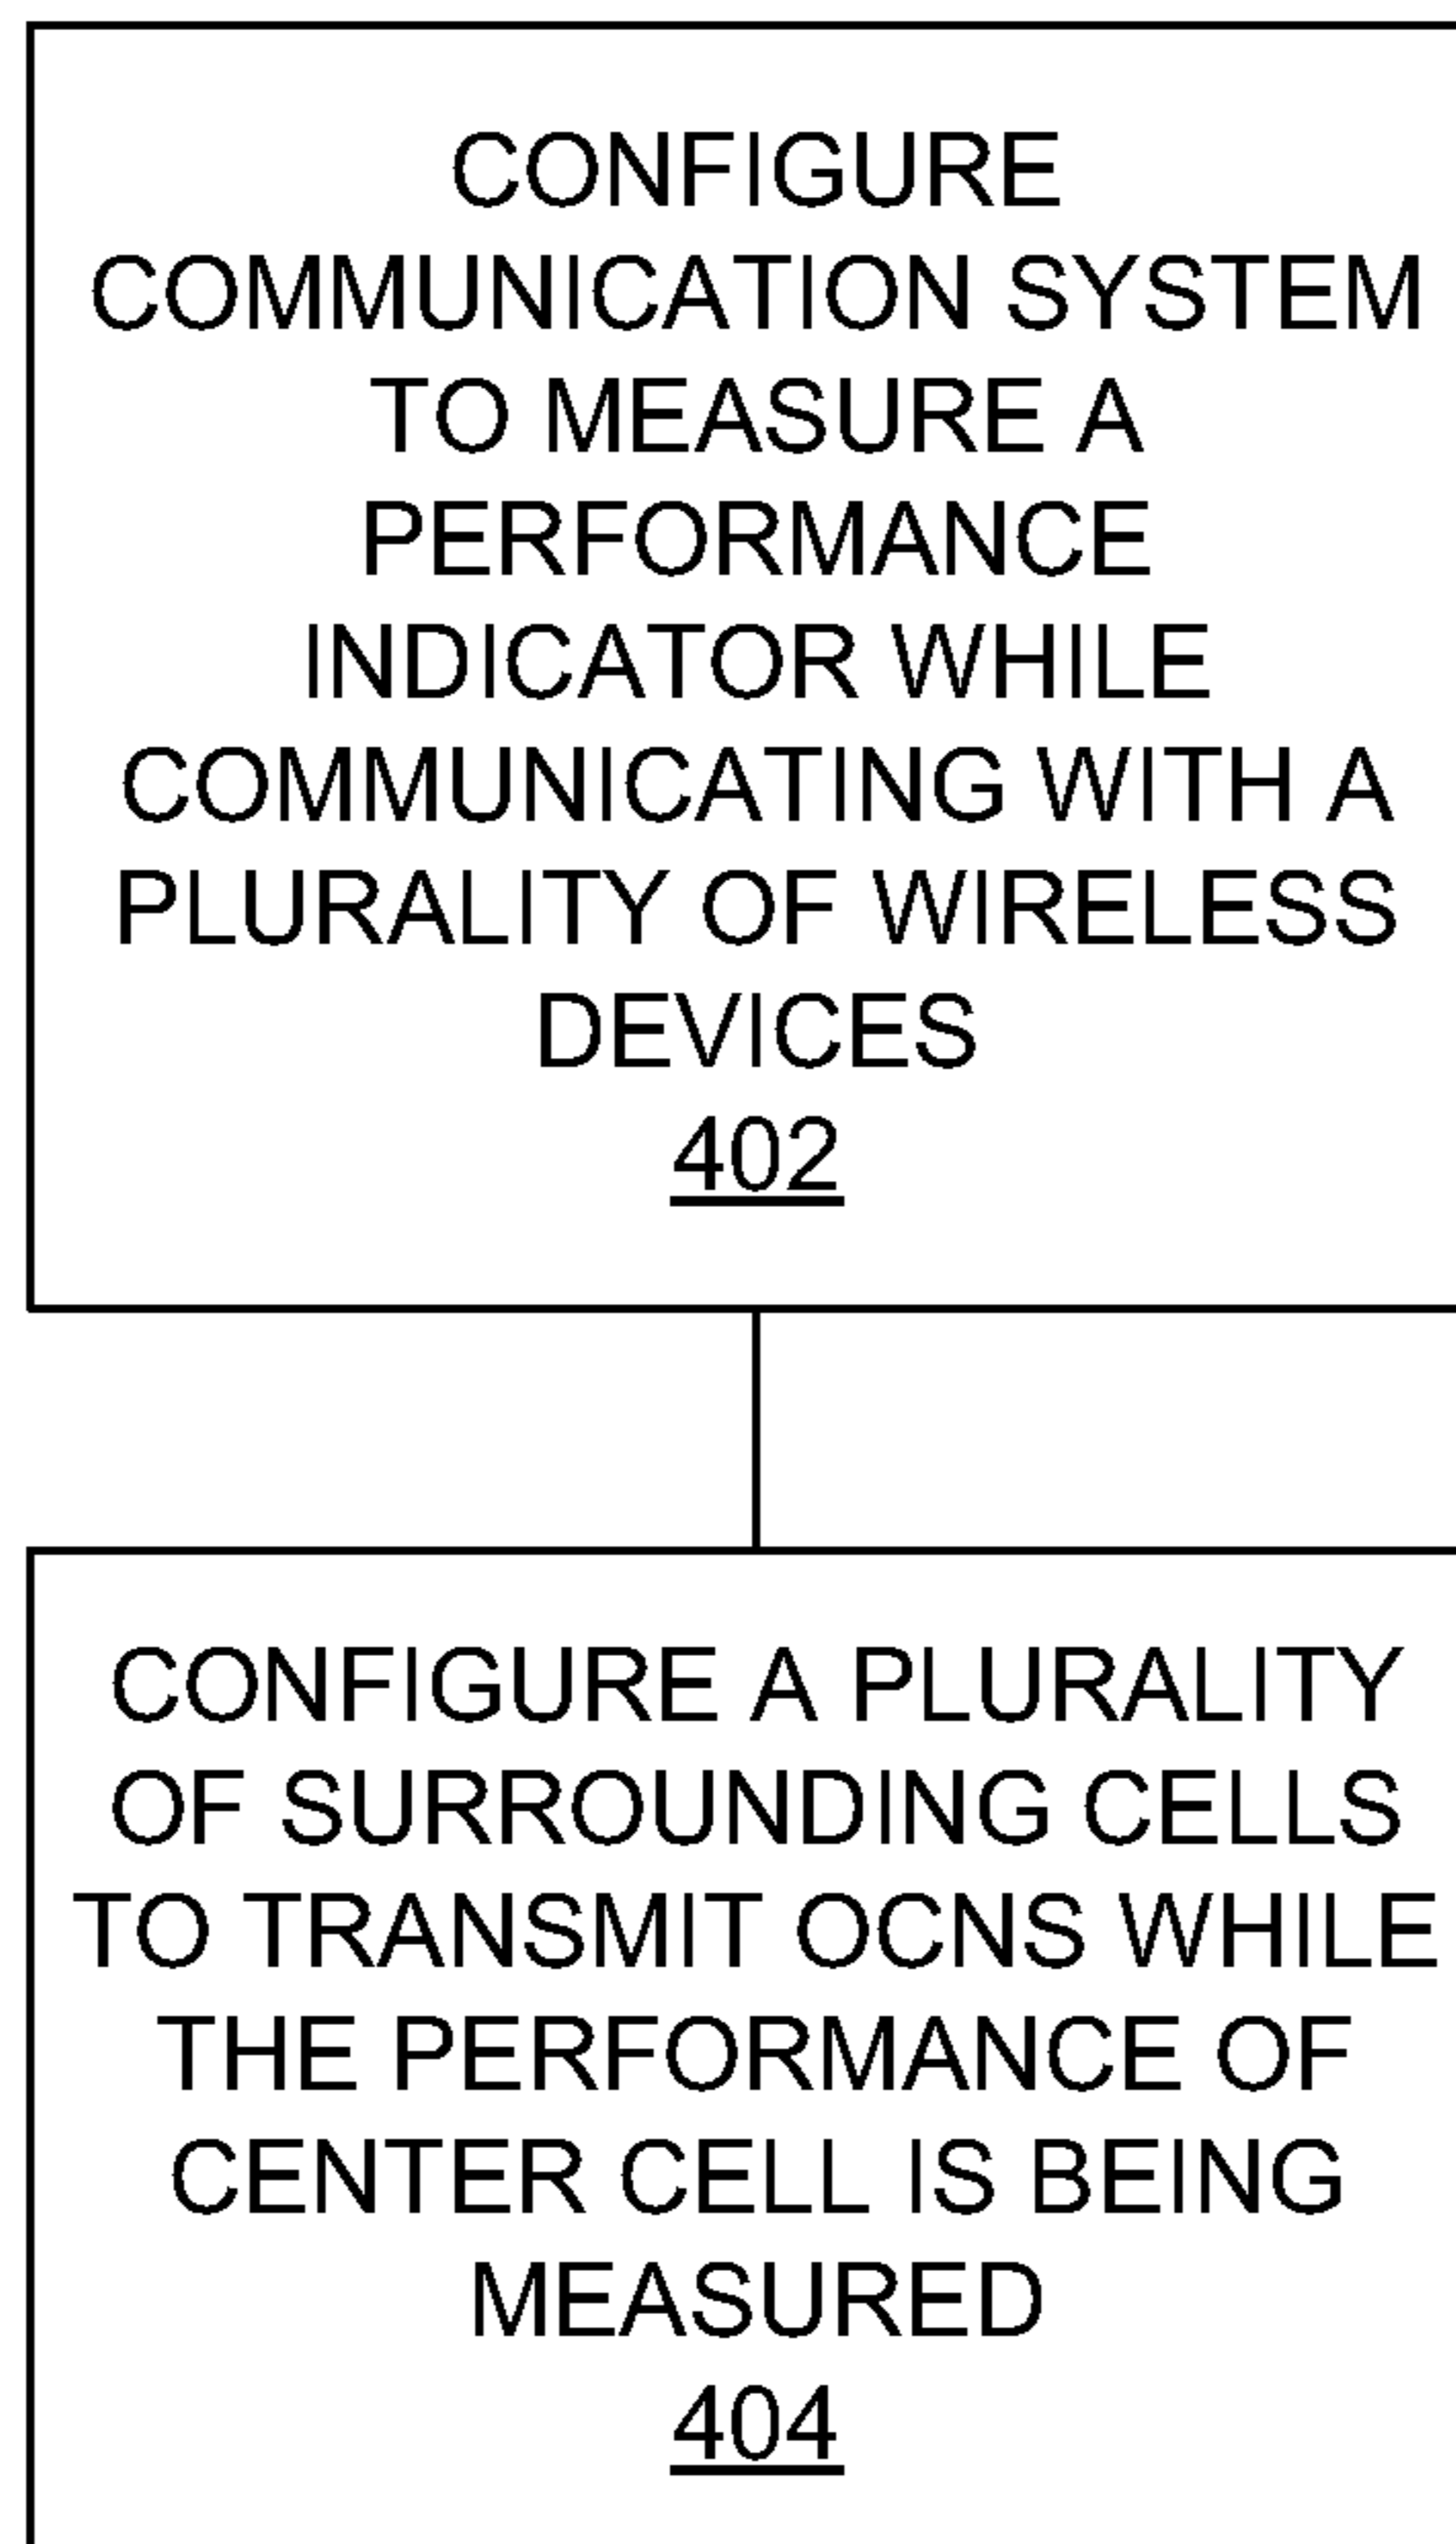 CONFIGURE
COMMUNICATION SYSTEM
TO MEASURE A
PERFORMANCE
INDICATOR WHILE
COMMUNICATING WITH A
PLURALITY OF WIRELESS
DEVICES
402
CONFIGURE A PLURALITY
OF SURROUNDING CELLS
TO TRANSMIT OCNS WHILE
THE PERFORMANCE OF
CENTER CELL IS BEING
MEASURED
404